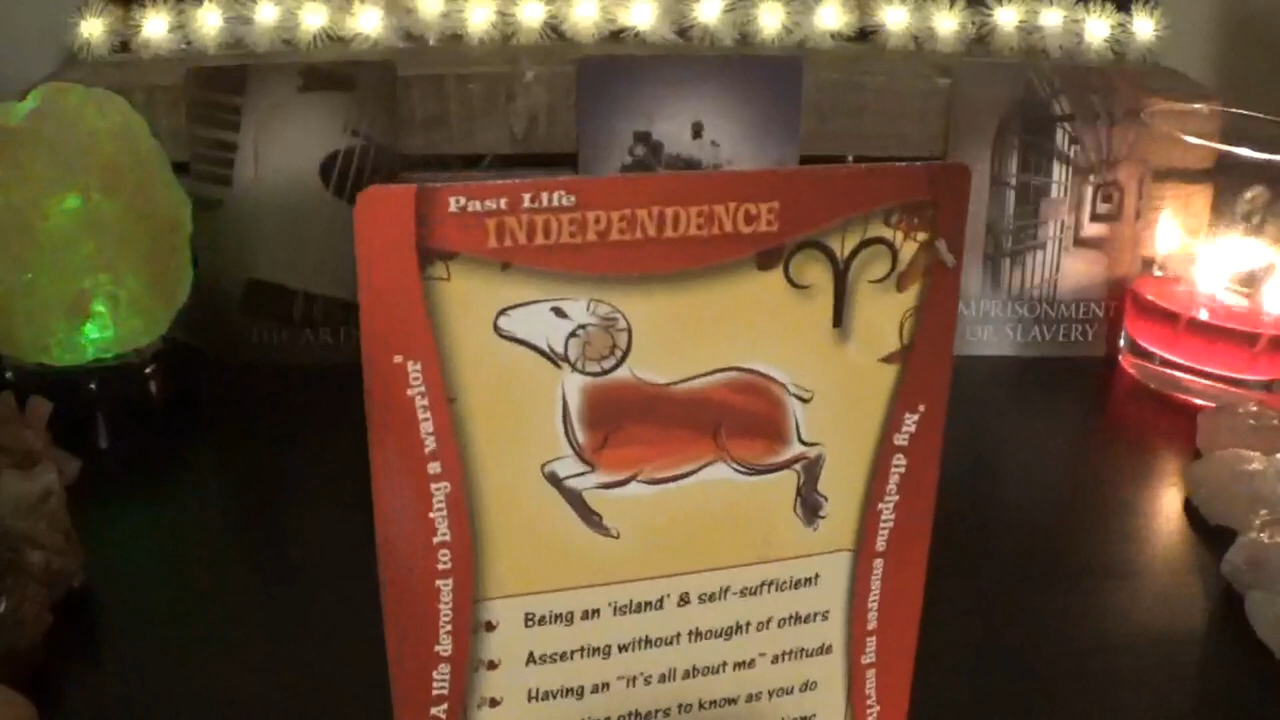 Past Life
INDEPENDENCE
"A life devoted to being a warrior"
"My discipline ensures my
Being an 'island' & self-sufficient
Asserting without thought of others
Having an "it's all about me" attitude
others to know as you do
IMPRISONMENT
OR SLAVERY
THE